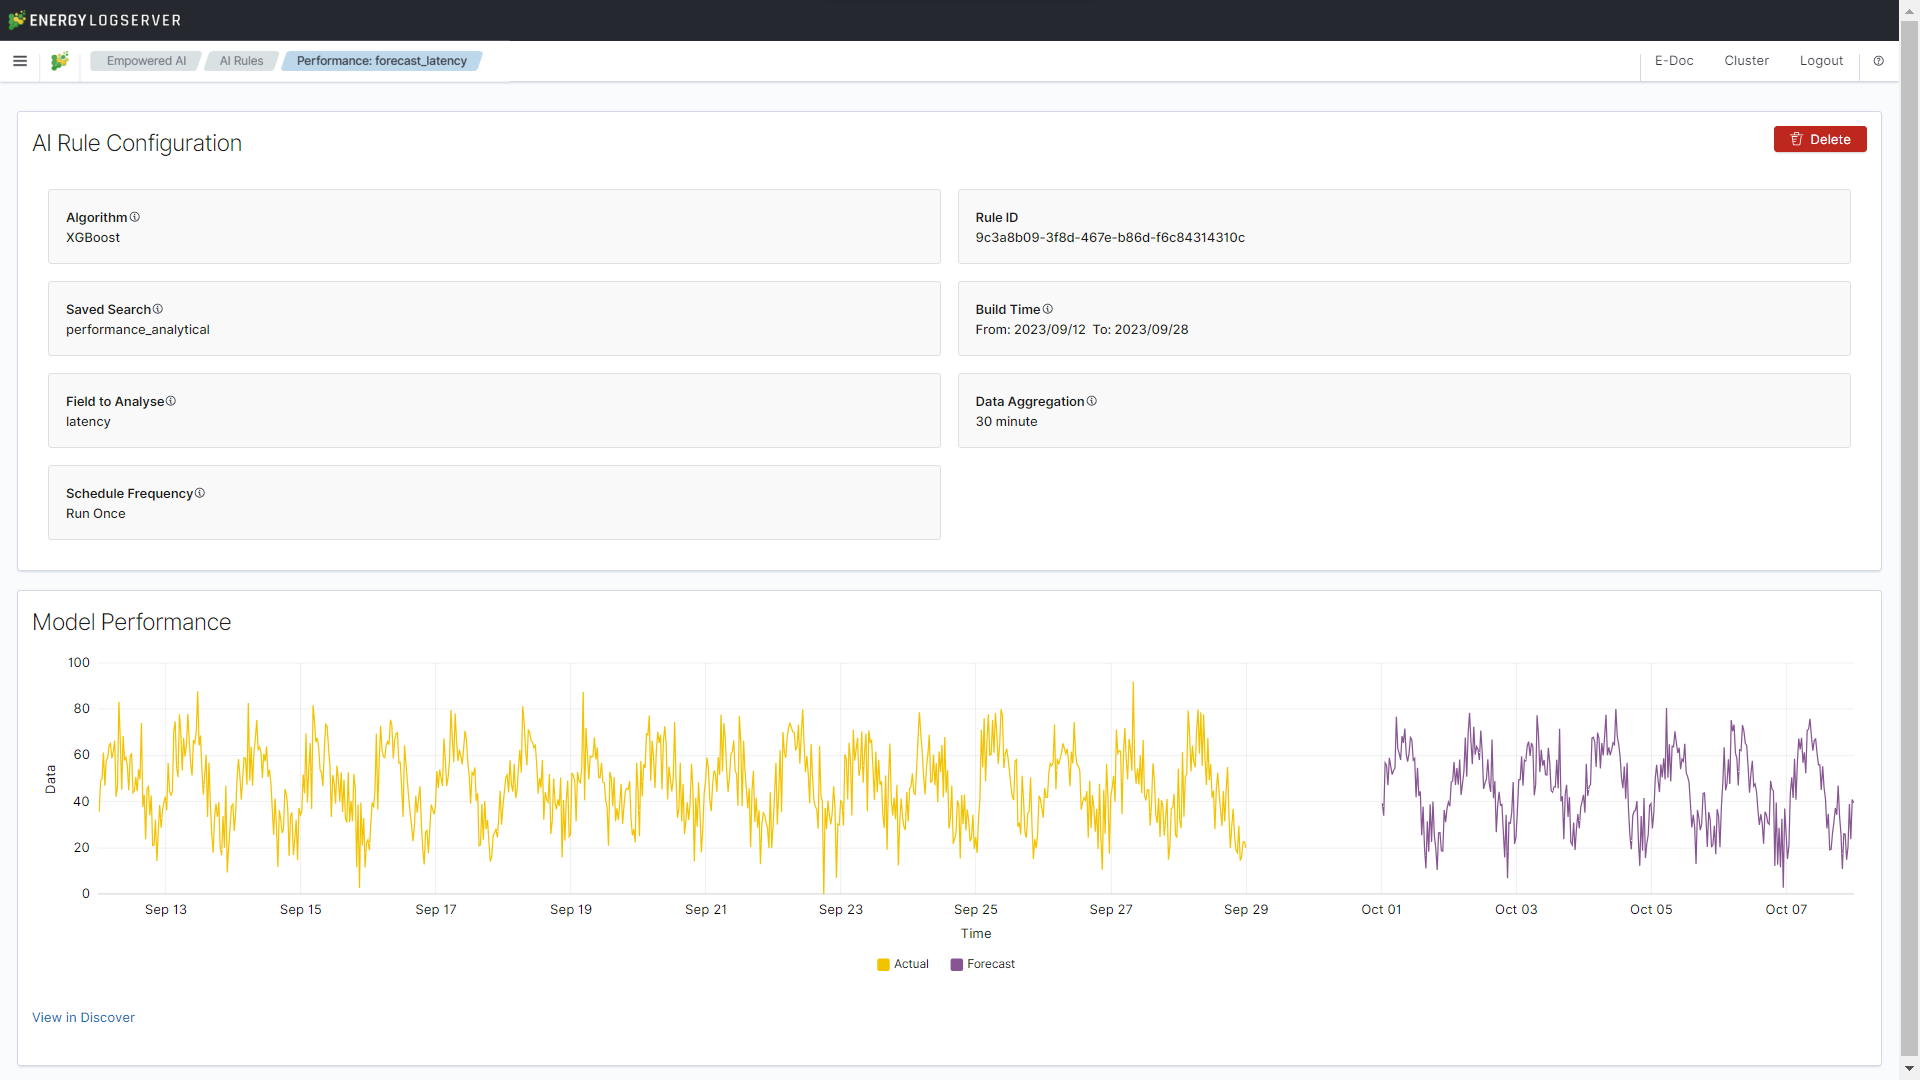 ENERGYLOGSERVER
Empowered AI
AI Rules
Performance: forecast_latency
E-Doc
Cluster
Logout
AI Rule Configuration
Delete
Algorithm
XGBoost
Rule ID
9c3a8b09-3f8d-467e-b86d-f6c84314310c
Saved Search
performance_analytical
Build Time
From: 2023/09/12 To: 2023/09/28
Field to Analyse
latency
Data Aggregation
30 minute
Schedule Frequency
Run Once
Model Performance
100
80
60
40
20
0
Data
Sep 13
Sep 15
Sep 17
Sep 19
Sep 21
Sep 23
Sep 25
Sep 27
Sep 29
Oct 01
Oct 03
Oct 05
Oct 07
Time
Actual
Forecast
View in Discover